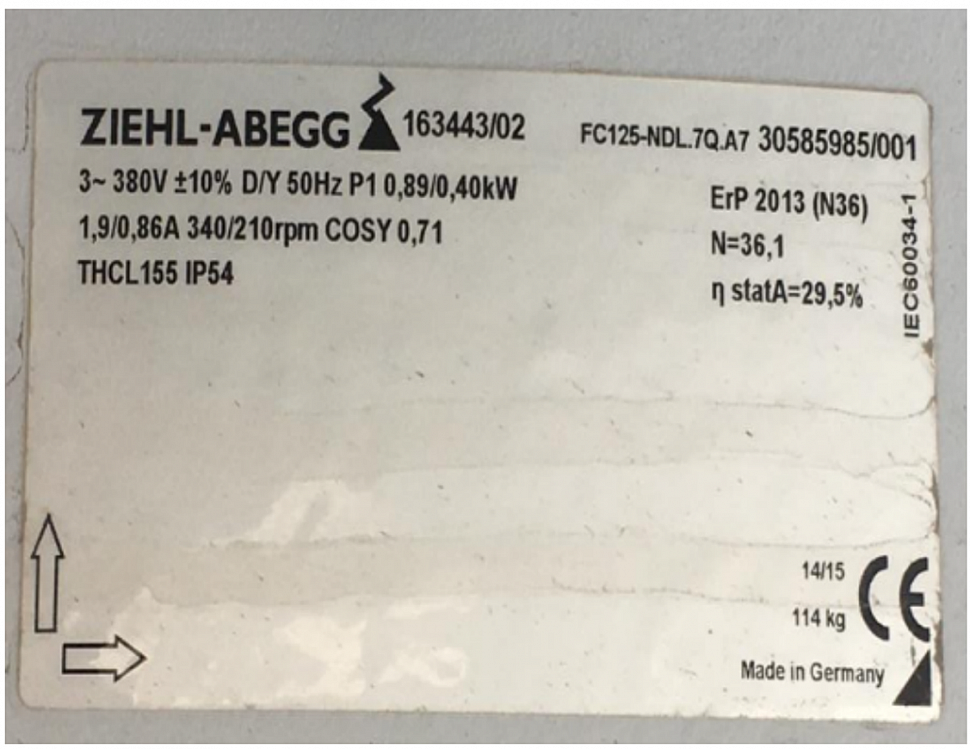 ZIEHL-ABEGG 163443/02 FC125-NDL.7Q.A7 30585985/001
3~ 380V ±10% D/Y 50Hz P1 0,89/0,40kW
1,9/0,86A 340/210rpm COSY 0,71
THCL155 IP54
ErP 2013 (N36)
N=36,1
η statA=29,5%
IEC60034-1
14/15
114 kg
CE
Made in Germany